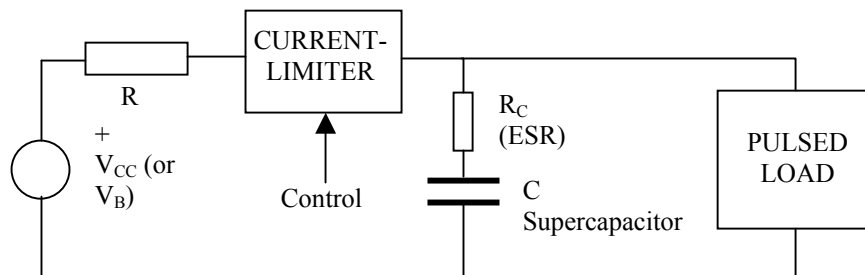 CURRENT-
LIMITER
R
+
V_CC (or
V_B)
Control
R_C
(ESR)
C
Supercapacitor
PULSED
LOAD